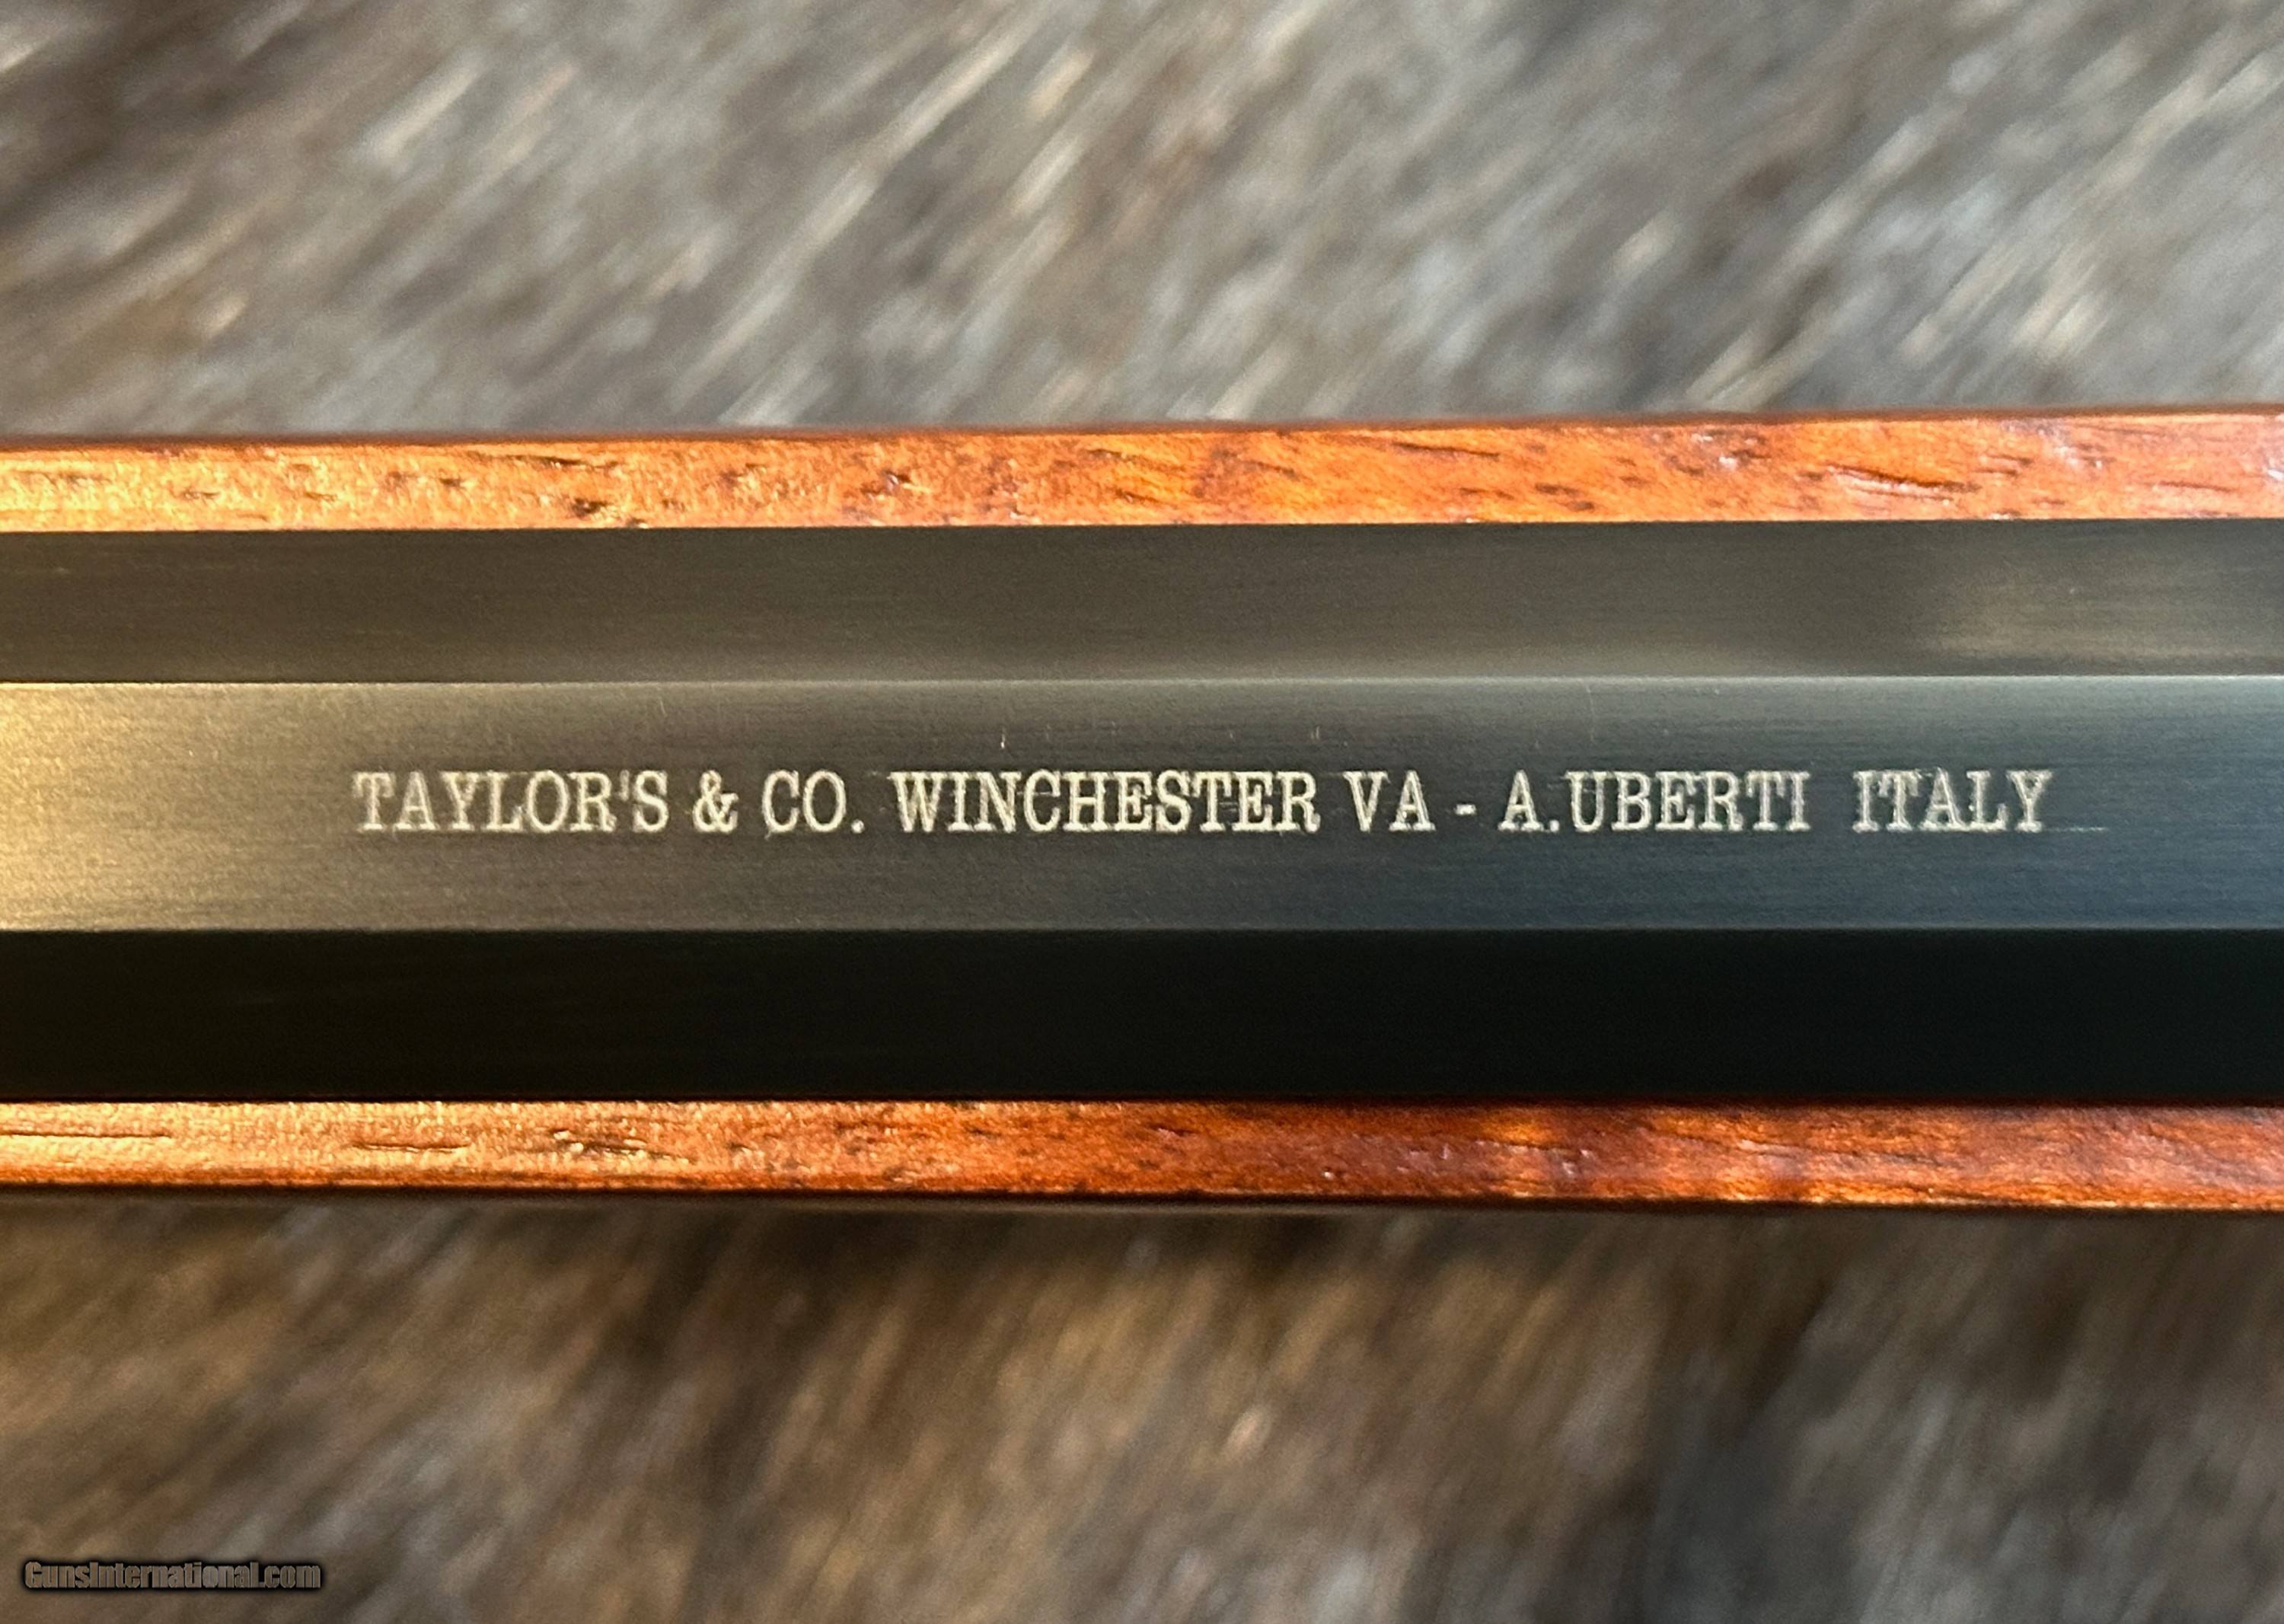 TAYLOR'S & CO. WINCHESTER VA - A.UBERTI ITALY
GunsInternational.com